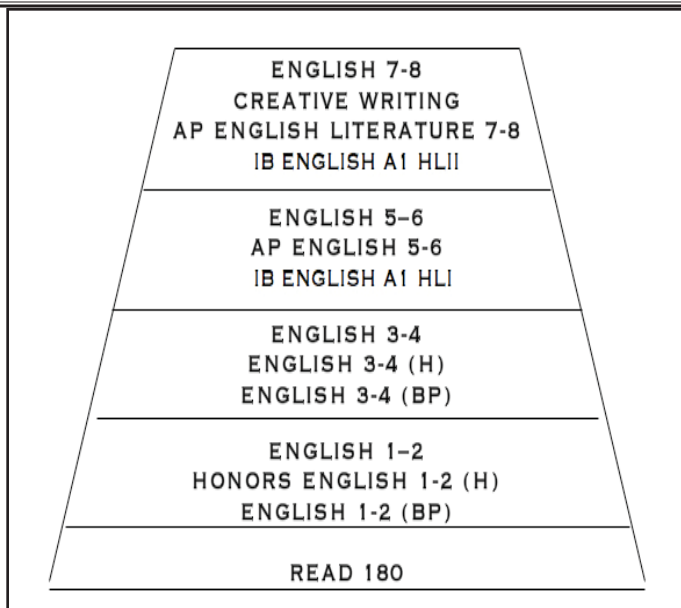 ENGLISH 7-8
CREATIVE WRITING
AP ENGLISH LITERATURE 7-8
IB ENGLISH A1 HLII
ENGLISH 5–6
AP ENGLISH 5-6
IB ENGLISH A1 HLI
ENGLISH 3-4
ENGLISH 3-4 (H)
ENGLISH 3-4 (BP)
ENGLISH 1–2
HONORS ENGLISH 1-2 (H)
ENGLISH 1-2 (BP)
READ 180